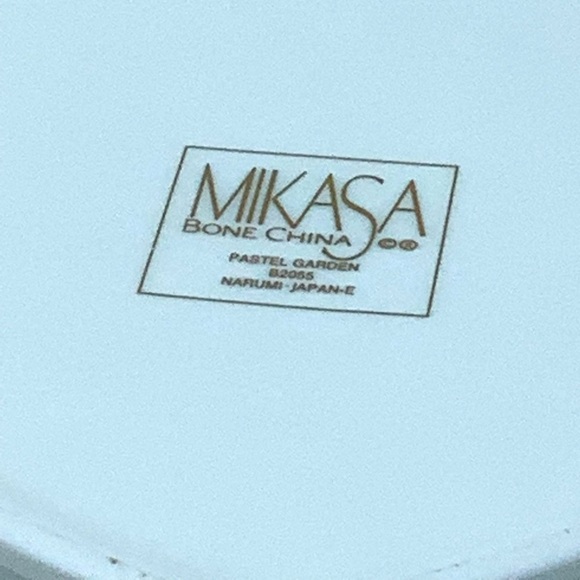 MIKASA
BONE CHINA ©®
PASTEL GARDEN
B2055
NARUMI-JAPAN-E